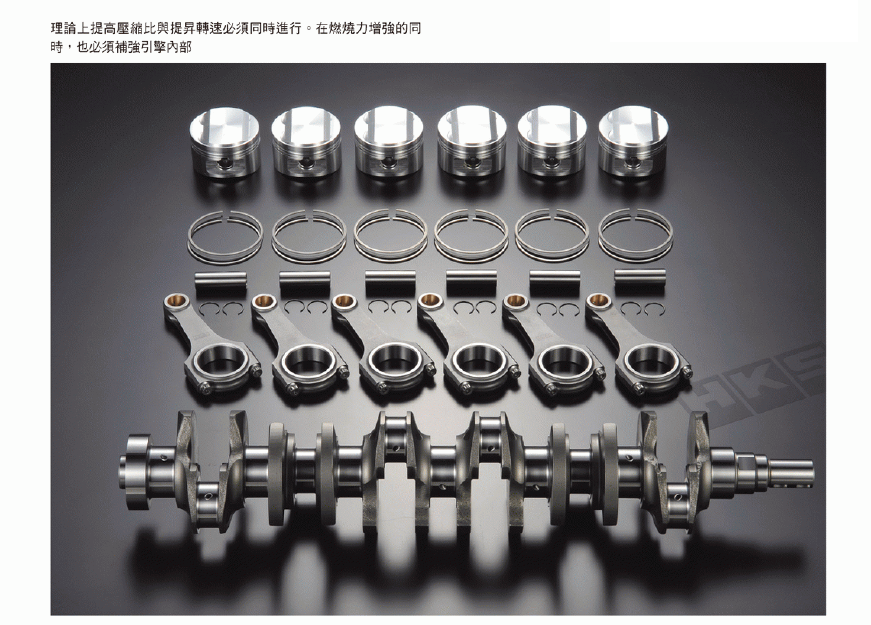 理論上提高壓縮比與提昇轉速必須同時進行。在燃燒力增強的同
時，也必須補強引擎內部
HKS